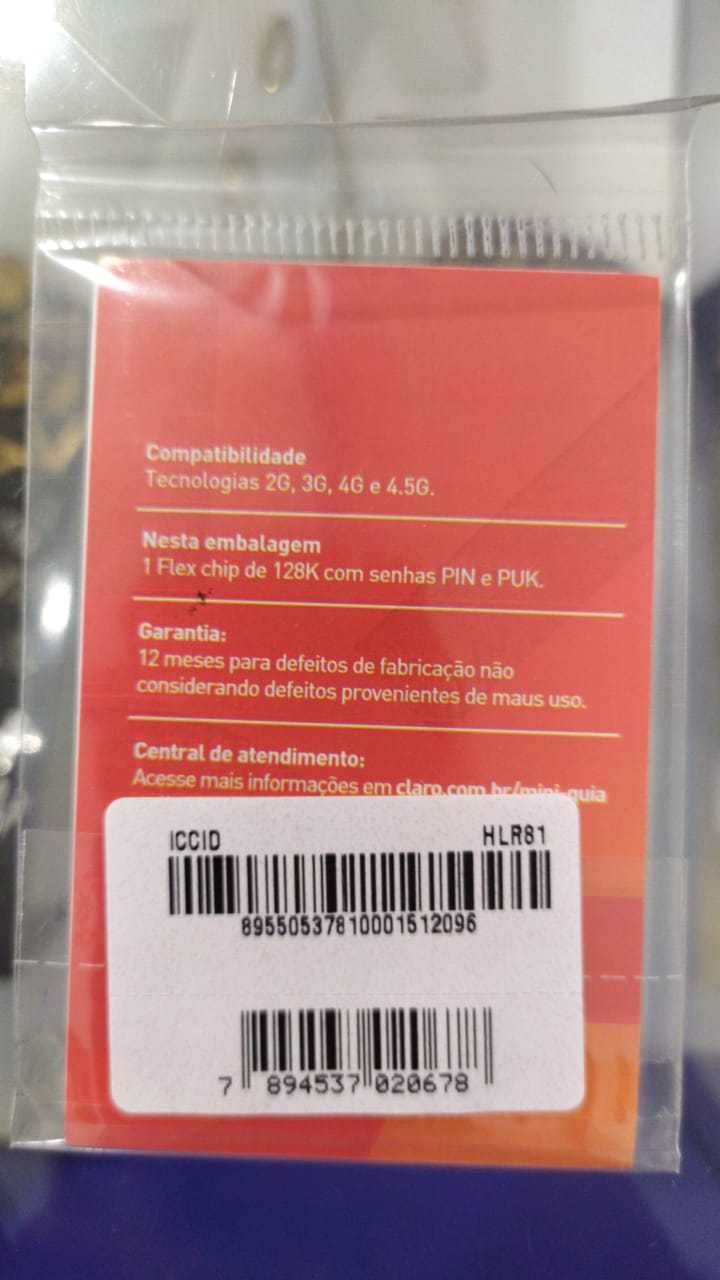 Compatibilidade
Tecnologias 2G, 3G, 4G e 4.5G.
Nesta embalagem
1 Flex chip de 128K com senhas PIN e PUK.
Garantia:
12 meses para defeitos de fabricação não
considerando defeitos provenientes de maus uso.
Central de atendimento:
Acesse mais informações em claro.com.br/mini-guia
ICCID HLR81
89550537810001512096
7 894537 020678